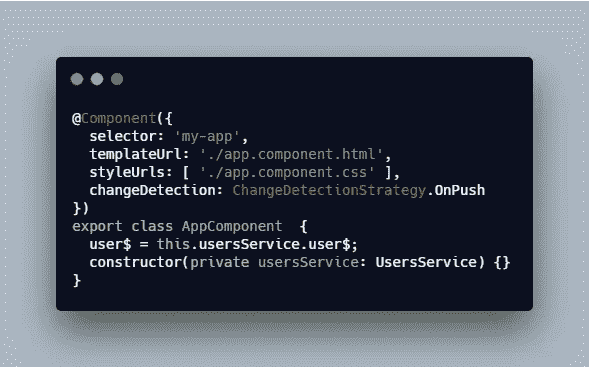 @Component({
  selector: 'my-app',
  templateUrl: './app.component.html',
  styleUrls: [ './app.component.css' ],
  changeDetection: ChangeDetectionStrategy.OnPush
})
export class AppComponent  {
  user$ = this.usersService.user$;
  constructor(private usersService: UsersService) {}
}